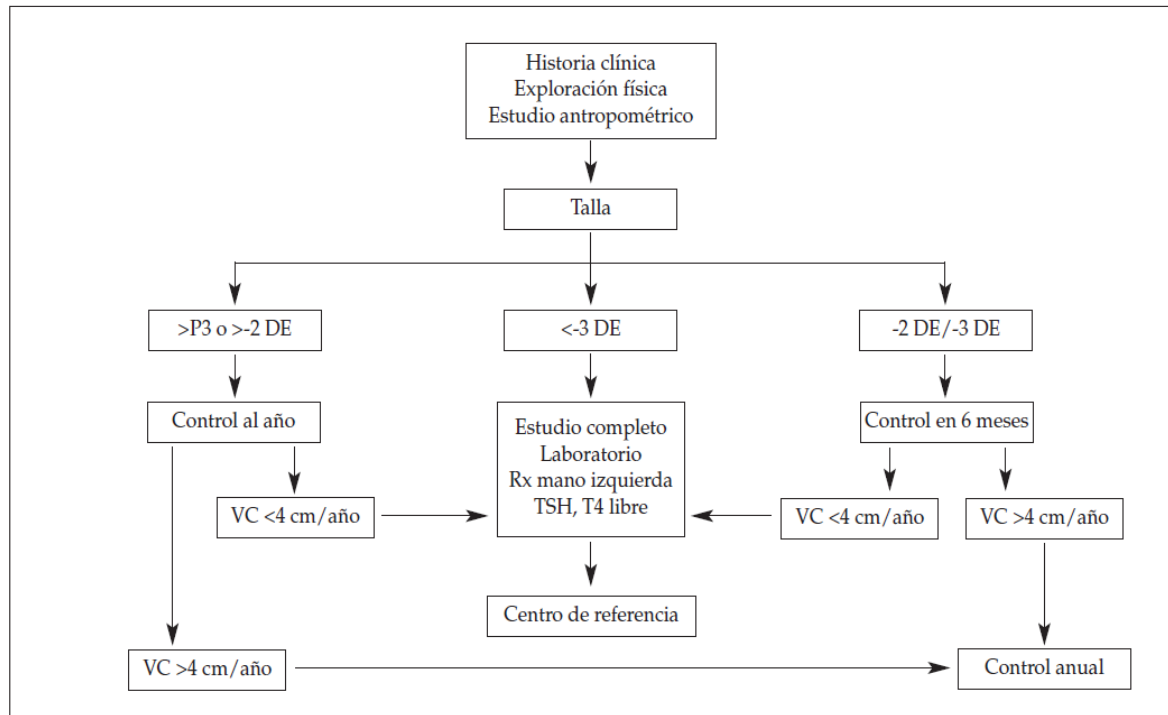 Historia clínica
Exploración física
Estudio antropométrico
Talla
>P3 o >-2 DE
<-3 DE
-2 DE/-3 DE
Control al año
Estudio completo
Laboratorio
Rx mano izquierda
TSH, T4 libre
Control en 6 meses
VC <4 cm/año
VC <4 cm/año
VC >4 cm/año
Centro de referencia
VC >4 cm/año
Control anual